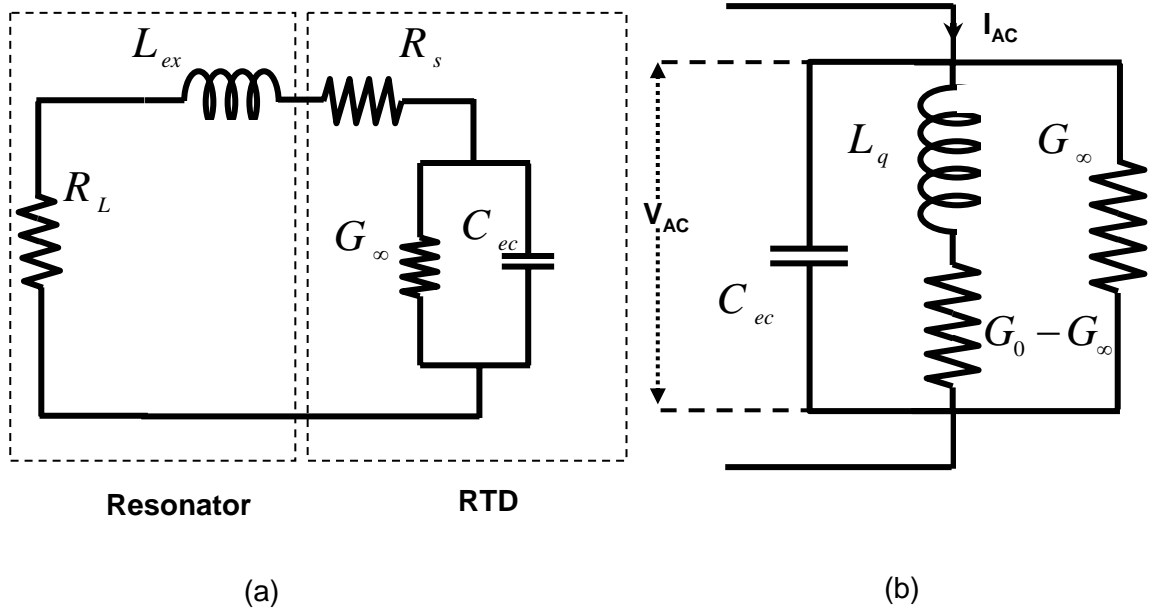 L_ex
R_s
R_L
G_∞
C_ec
Resonator
RTD
(a)
I_AC
L_q
G_∞
V_AC
C_ec
G_0 − G_∞
(b)